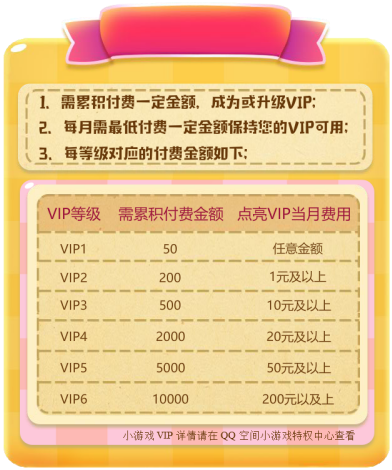 1、需累积付费一定金额，成为或升级VIP；
2、每月需最低付费一定金额保持您的VIP可用；
3、每等级对应的付费金额如下；
VIP等级 需累积付费金额 点亮VIP当月费用
VIP1 50 任意金额
VIP2 200 1元及以上
VIP3 500 10元及以上
VIP4 2000 20元及以上
VIP5 5000 50元及以上
VIP6 10000 200元以及上
小游戏 VIP 详情请在 QQ 空间小游戏特权中心查看